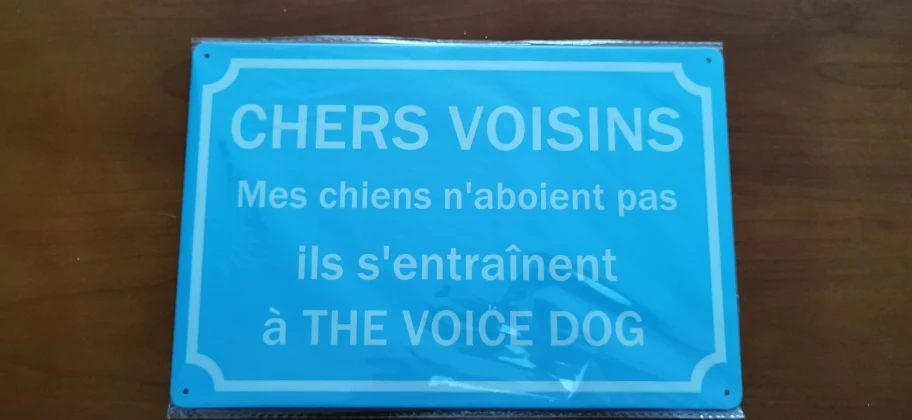 CHERS VOISINS
Mes chiens n'aboient pas
ils s'entraînent
à THE VOICE DOG